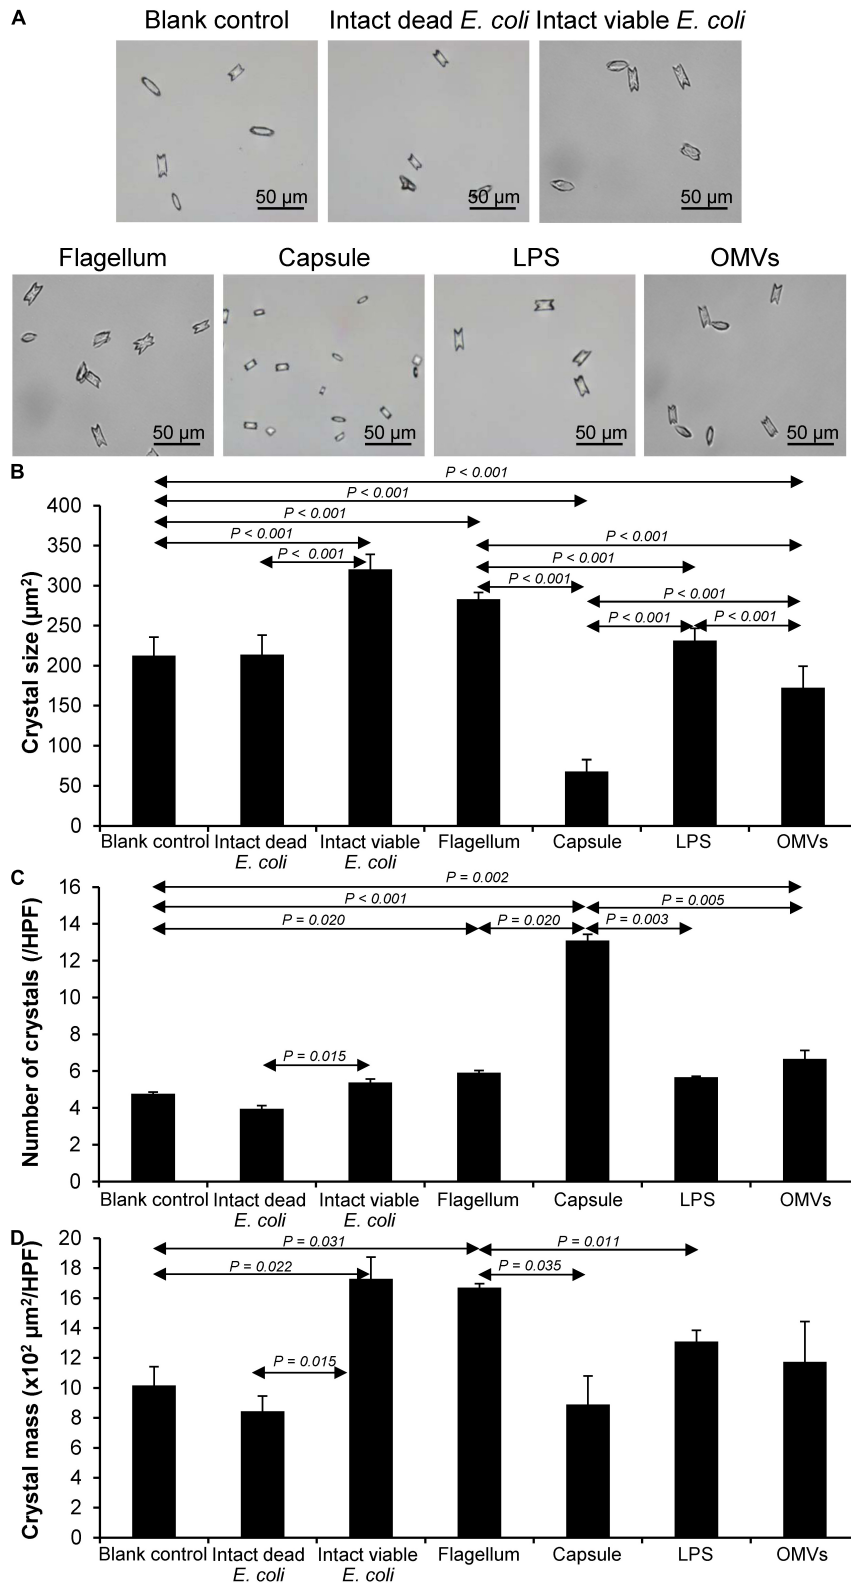 A
Blank control
Intact dead E. coli
Intact viable E. coli
50 µm
50 µm
50 µm
Flagellum
Capsule
LPS
OMVs
50 µm
50 µm
50 µm
50 µm
B
P < 0.001
P < 0.001
P < 0.001
P < 0.001
P < 0.001
P < 0.001
P < 0.001
P < 0.001
P < 0.001
P < 0.001
P < 0.001
Crystal size (µm²)
400
350
300
250
200
150
100
50
0
Blank control
Intact dead
E. coli
Intact viable
E. coli
Flagellum
Capsule
LPS
OMVs
C
P = 0.002
P < 0.001
P = 0.005
P = 0.020
P = 0.020
P = 0.003
P = 0.015
Number of crystals (/HPF)
16
14
12
10
8
6
4
2
0
Blank control
Intact dead
E. coli
Intact viable
E. coli
Flagellum
Capsule
LPS
OMVs
D
P = 0.031
P = 0.011
P = 0.022
P = 0.035
P = 0.015
Crystal mass (x10² µm²/HPF)
20
18
16
14
12
10
8
6
4
2
0
Blank control
Intact dead
E. coli
Intact viable
E. coli
Flagellum
Capsule
LPS
OMVs